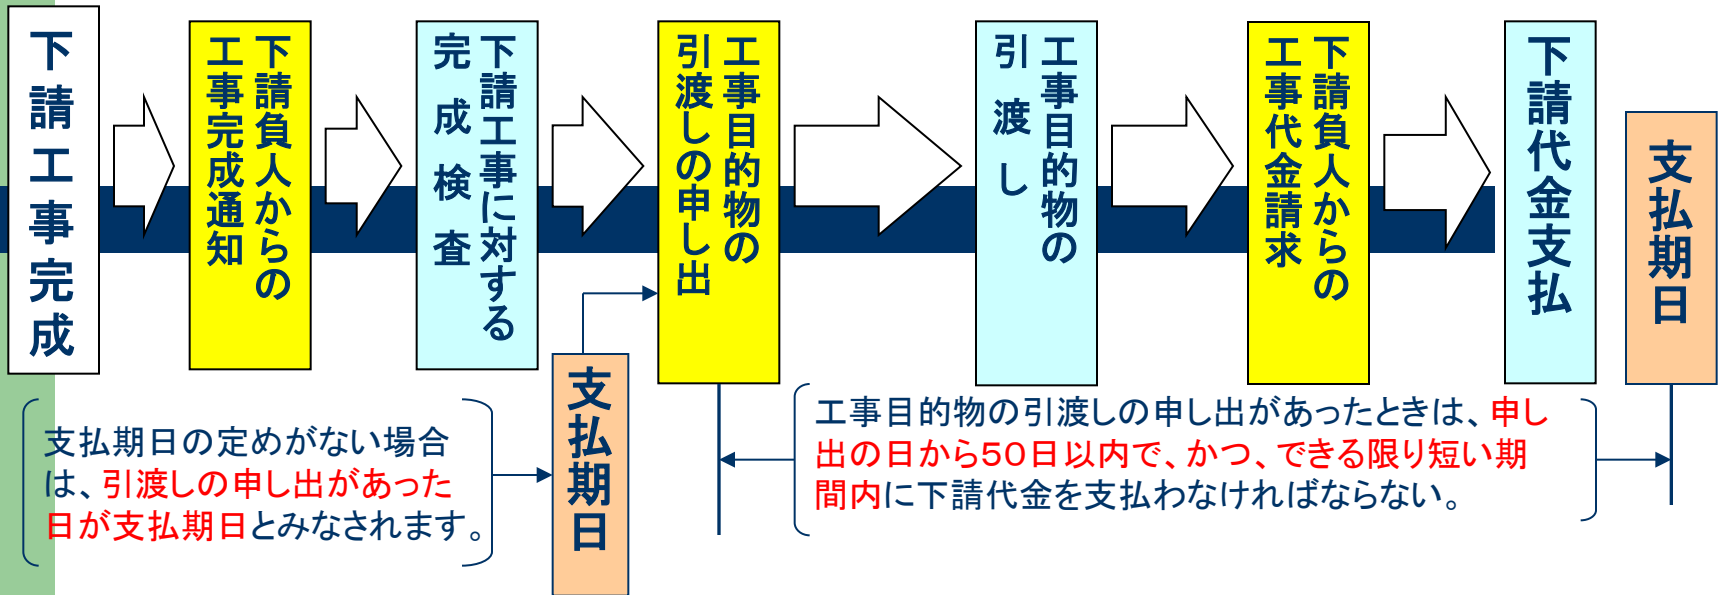 下請工事完成
下請負人からの
工事完成通知
下請工事に対する
完成検査
工事目的物の
引渡しの申し出
工事目的物の
引渡し
下請負人からの
工事代金請求
下請代金支払
支払期日
支払期日の定めがない場合
は、引渡しの申し出があった
日が支払期日とみなされます。
支払期日
工事目的物の引渡しの申し出があったときは、申し
出の日から50日以内で、かつ、できる限り短い期
間内に下請代金を支払わなければならない。